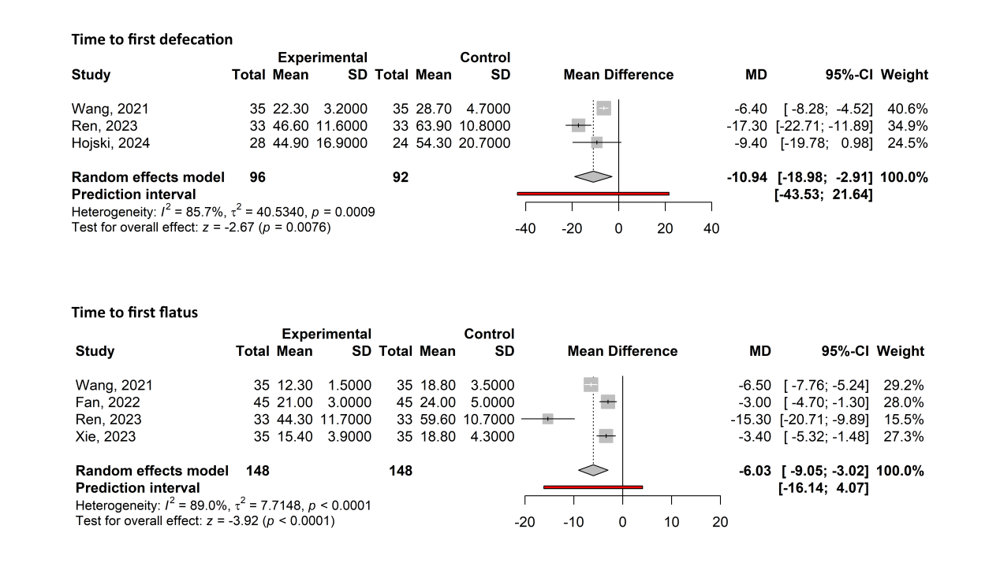 Time to first defecation
Experimental Control
Study Total Mean SD Total Mean SD Mean Difference MD 95%-CI Weight
Wang, 2021 35 22.30 3.2000 35 28.70 4.7000 -6.40 [ -8.28; -4.52] 40.6%
Ren, 2023 33 46.60 11.6000 33 63.90 10.8000 -17.30 [-22.71; -11.89] 34.9%
Hojski, 2024 28 44.90 16.9000 24 54.30 20.7000 -9.40 [-19.78; 0.98] 24.5%
Random effects model 96 92 -10.94 [-18.98; -2.91] 100.0%
Prediction interval [-43.53; 21.64]
Heterogeneity: I² = 85.7%, τ² = 40.5340, p = 0.0009
Test for overall effect: z = -2.67 (p = 0.0076)
-40 -20 0 20 40
Time to first flatus
Experimental Control
Study Total Mean SD Total Mean SD Mean Difference MD 95%-CI Weight
Wang, 2021 35 12.30 1.5000 35 18.80 3.5000 -6.50 [ -7.76; -5.24] 29.2%
Fan, 2022 45 21.00 3.0000 45 24.00 5.0000 -3.00 [ -4.70; -1.30] 28.0%
Ren, 2023 33 44.30 11.7000 33 59.60 10.7000 -15.30 [-20.71; -9.89] 15.5%
Xie, 2023 35 15.40 3.9000 35 18.80 4.3000 -3.40 [ -5.32; -1.48] 27.3%
Random effects model 148 148 -6.03 [ -9.05; -3.02] 100.0%
Prediction interval [-16.14; 4.07]
Heterogeneity: I² = 89.0%, τ² = 7.7148, p < 0.0001
Test for overall effect: z = -3.92 (p < 0.0001)
-20 -10 0 10 20